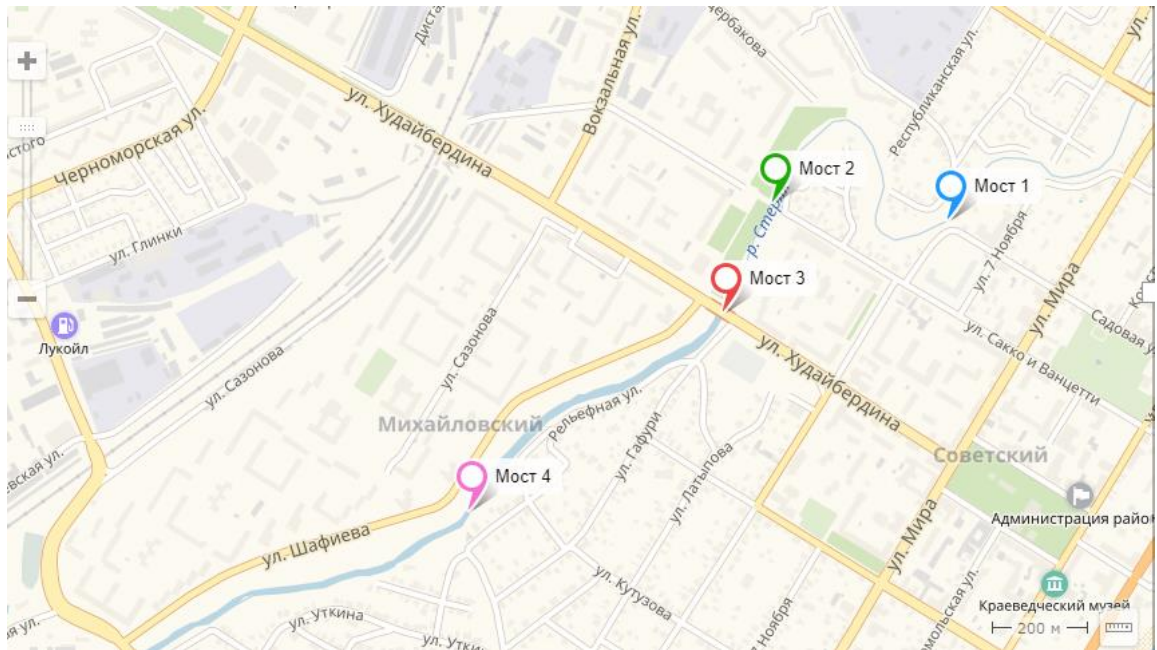 ул. Худайбердина
Вокзальная ул.
Республиканская ул.
Черноморская ул.
Мост 2
Мост 1
р. Стерля
ул. Глинки
ул. 7 Ноября
ул. Мира
Мост 3
Садовая
Лукойл
ул. Сазонова
ул. Сазонова
ул. Худайбердина
ул. Сакко и Ванцетти
Михайловский
Рельефная ул.
ул. Гафури
ул. Латыпова
Советский
Мост 4
ул. Шафиева
ул. Мира
Администрация райо
ул. Кутузова
Краеведческий музей
ул. Уткина
200 м